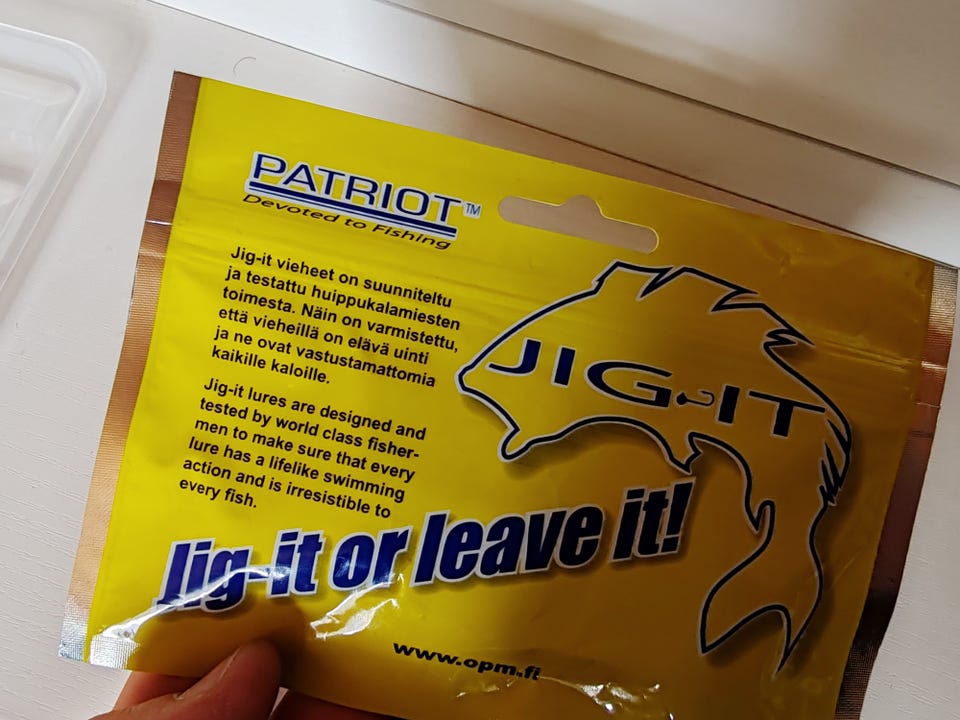 PATRIOT™
Devoted to Fishing
Jig-it vieheet on suunniteltu
ja testattu huippukalamiesten
toimesta. Näin on varmistettu,
että vieheillä on elävä uinti
ja ne ovat vastustamattomia
kaikille kaloille.
Jig-it lures are designed and
tested by world class fisher-
men to make sure that every
lure has a lifelike swimming
action and is irresistible to
every fish.
JIG-IT
Jig-it or leave it!
www.opm.fi